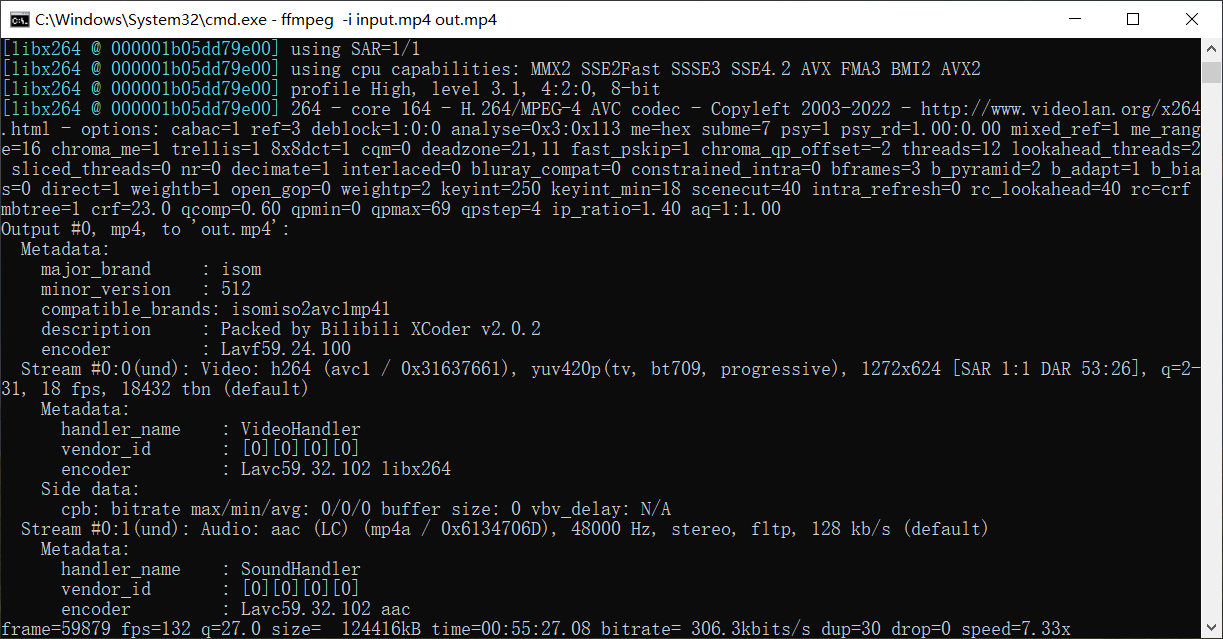 C:\Windows\System32\cmd.exe - ffmpeg  -i input.mp4 out.mp4
[libx264 @ 000001b05dd79e00] using SAR=1/1
[libx264 @ 000001b05dd79e00] using cpu capabilities: MMX2 SSE2Fast SSSE3 SSE4.2 AVX FMA3 BMI2 AVX2
[libx264 @ 000001b05dd79e00] profile High, level 3.1, 4:2:0, 8-bit
[libx264 @ 000001b05dd79e00] 264 - core 164 - H.264/MPEG-4 AVC codec - Copyleft 2003-2022 - http://www.videolan.org/x264
.html - options: cabac=1 ref=3 deblock=1:0:0 analyse=0x3:0x113 me=hex subme=7 psy=1 psy_rd=1.00:0.00 mixed_ref=1 me_rang
e=16 chroma_me=1 trellis=1 8x8dct=1 cqm=0 deadzone=21,11 fast_pskip=1 chroma_qp_offset=-2 threads=12 lookahead_threads=2
 sliced_threads=0 nr=0 decimate=1 interlaced=0 bluray_compat=0 constrained_intra=0 bframes=3 b_pyramid=2 b_adapt=1 b_bia
s=0 direct=1 weightb=1 open_gop=0 weightp=2 keyint=250 keyint_min=18 scenecut=40 intra_refresh=0 rc_lookahead=40 rc=crf
mbtree=1 crf=23.0 qcomp=0.60 qpmin=0 qpmax=69 qpstep=4 ip_ratio=1.40 aq=1:1.00
Output #0, mp4, to 'out.mp4':
  Metadata:
    major_brand     : isom
    minor_version   : 512
    compatible_brands: isomiso2avc1mp41
    description     : Packed by Bilibili XCoder v2.0.2
    encoder         : Lavf59.24.100
  Stream #0:0(und): Video: h264 (avc1 / 0x31637661), yuv420p(tv, bt709, progressive), 1272x624 [SAR 1:1 DAR 53:26], q=2-
31, 18 fps, 18432 tbn (default)
    Metadata:
      handler_name    : VideoHandler
      vendor_id       : [0][0][0][0]
      encoder         : Lavc59.32.102 libx264
    Side data:
      cpb: bitrate max/min/avg: 0/0/0 buffer size: 0 vbv_delay: N/A
  Stream #0:1(und): Audio: aac (LC) (mp4a / 0x6134706D), 48000 Hz, stereo, fltp, 128 kb/s (default)
    Metadata:
      handler_name    : SoundHandler
      vendor_id       : [0][0][0][0]
      encoder         : Lavc59.32.102 aac
frame=59879 fps=132 q=27.0 size=  124416kB time=00:55:27.08 bitrate= 306.3kbits/s dup=30 drop=0 speed=7.33x